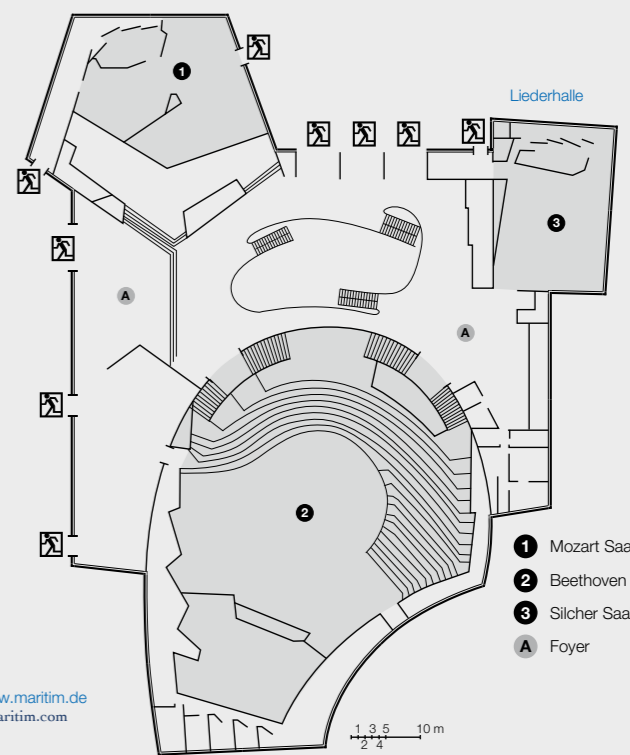 Liederhalle
1
3
A
A
2
1 Mozart Saa
2 Beethoven
3 Silcher Saa
A Foyer
w.maritim.de
aritim.com
1 3 5 10 m
2 4